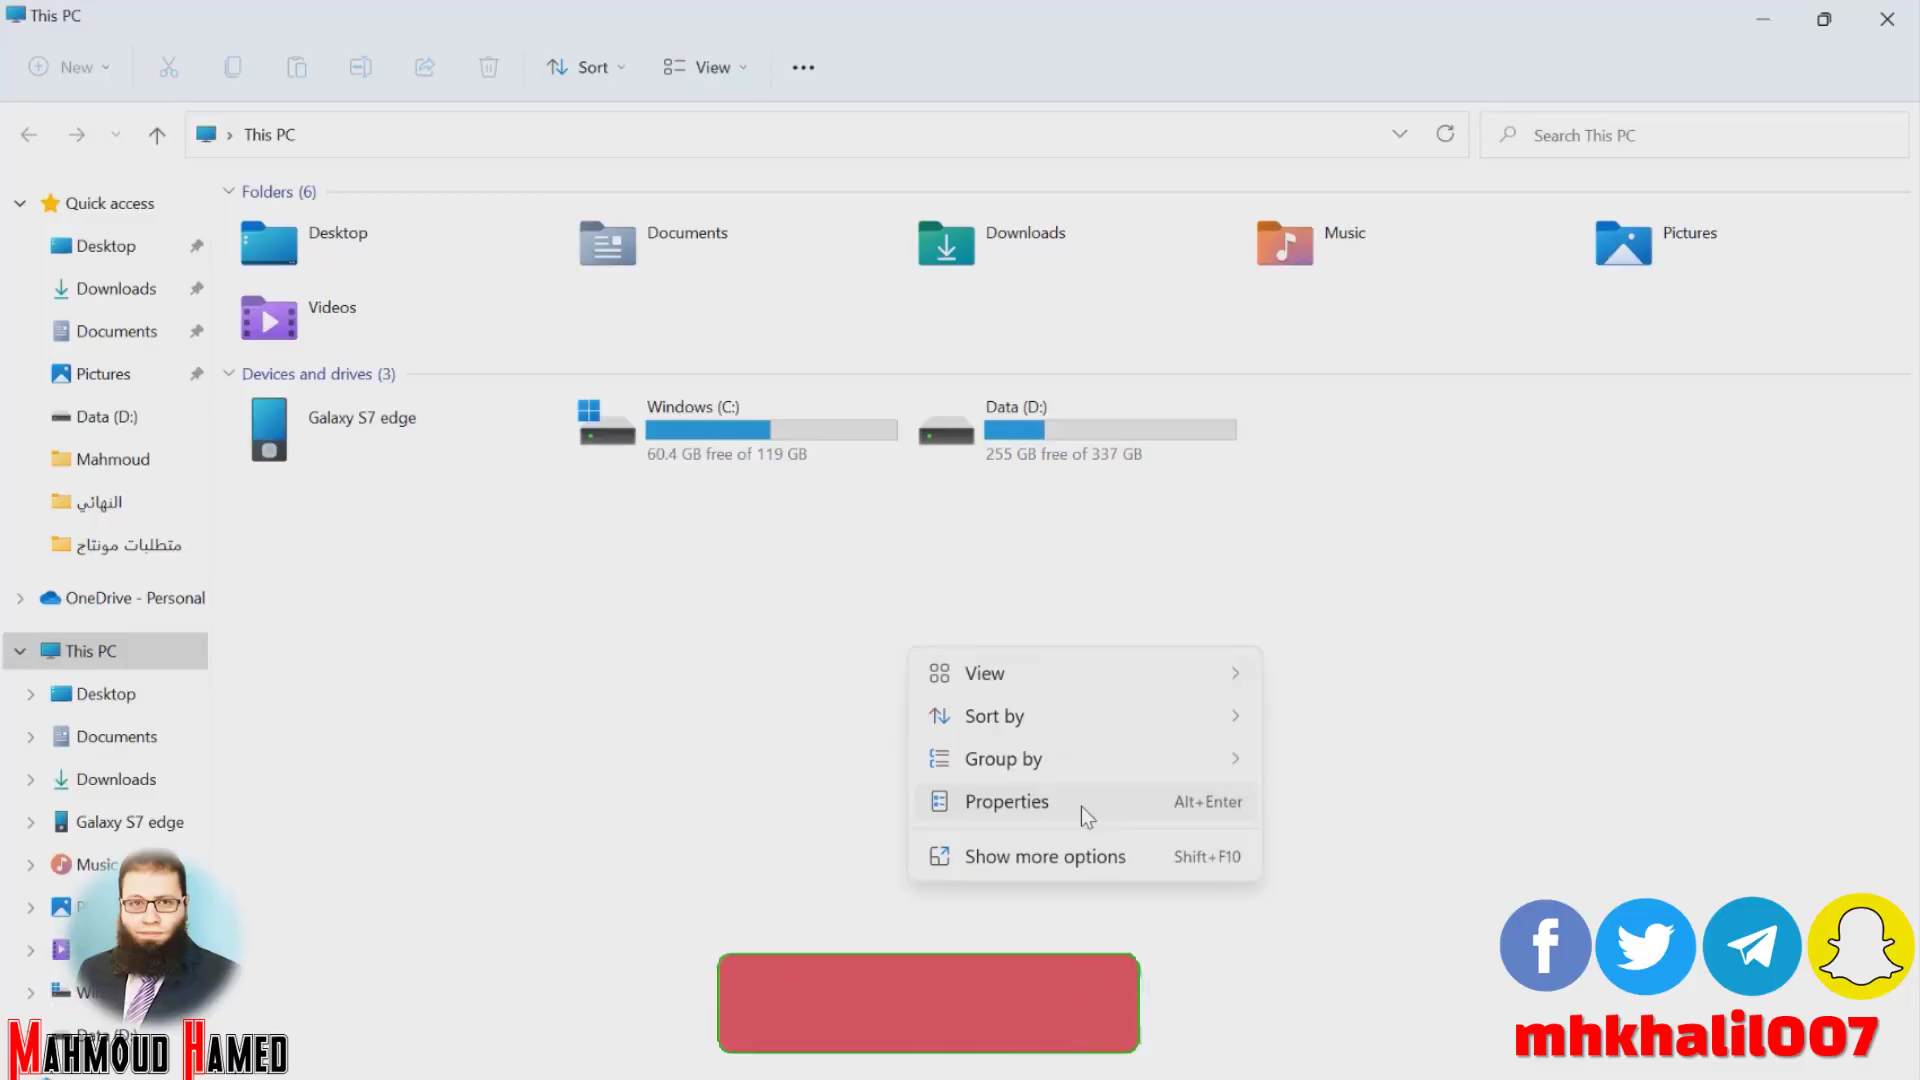 This PC
New
Sort
View
This PC
Search This PC
Quick access
Desktop
Downloads
Documents
Pictures
Data (D:)
Mahmoud
النهائي
متطلبات مونتاج
OneDrive - Personal
This PC
Desktop
Documents
Downloads
Galaxy S7 edge
Music
Data (D:)
Folders (6)
Desktop
Documents
Downloads
Music
Pictures
Videos
Devices and drives (3)
Galaxy S7 edge
Windows (C:)
60.4 GB free of 119 GB
Data (D:)
255 GB free of 337 GB
View
Sort by
Group by
Properties Alt+Enter
Show more options Shift+F10
MAHMOUD HAMED
mhkhalil007